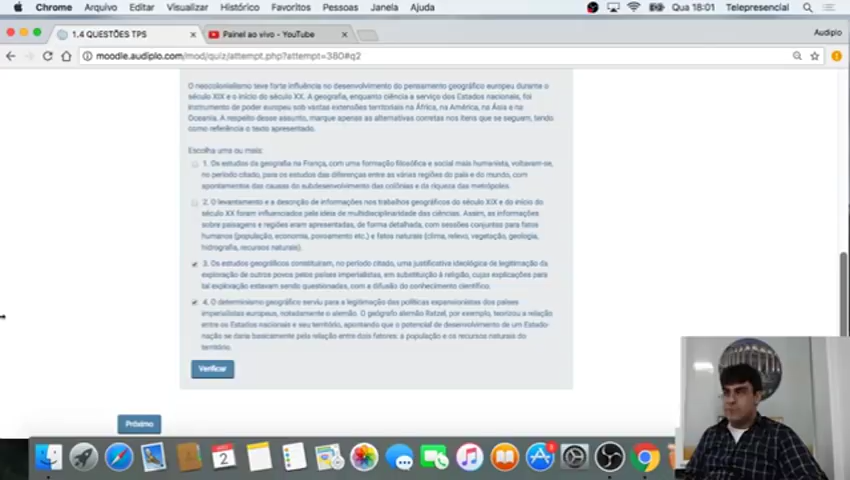 Chrome Arquivo Editar Visualizar Histórico Favoritos Pessoas Janela Ajuda Qua 18:01 Telepresencial
1.4 QUESTÕES TPS
Painel ao vivo - YouTube
Audiplo
moodle.audiplo.com/mod/quiz/attempt.php?attempt=380#q2
O neocolonialismo teve forte influência no desenvolvimento do pensamento geográfico europeu durante o
século XIX e o início do século XX. A geografia, enquanto ciência a serviço dos Estados nacionais, foi
instrumento de poder europeu sob vastas extensões territoriais na África, na América, na Ásia e na
Oceania. A respeito desse assunto, marque apenas as alternativas corretas nos itens que se seguem, tendo
como referência o texto apresentado.
Escolha uma ou mais:
1. Os estudos da geografia na França, com uma formação filosófica e social mais humanista, voltavam-se,
no período citado, para os estudos das diferenças entre as várias regiões do país e do mundo, com
apontamentos das causas do subdesenvolvimento das colônias e da riqueza das metrópoles.
2. O levantamento e a descrição de informações nos trabalhos geográficos do século XIX e do início do
século XX foram influenciados pela ideia de multidisciplinaridade das ciências. Assim, as informações
sobre paisagens e regiões eram apresentadas, de forma detalhada, com sessões conjuntas para fatos
humanos (população, economia, povoamento etc.) e fatos naturais (clima, relevo, vegetação, geologia,
hidrografia, recursos naturais).
3. Os estudos geográficos constituíram, no período citado, uma justificativa ideológica de legitimação da
exploração de outros povos pelos países imperialistas, em substituição à religião, cujas explicações para
tal exploração estavam sendo questionadas, com a difusão do conhecimento científico.
4. O determinismo geográfico serviu para a legitimação das políticas expansionistas dos países
imperialistas europeus, notadamente o alemão. O geógrafo alemão Ratzel, por exemplo, teorizou a relação
entre os Estados nacionais e seu território, apontando que o potencial de desenvolvimento de um Estado-
nação se daria basicamente pela relação entre dois fatores: a população e os recursos naturais do
território.
Verificar
Próximo
2